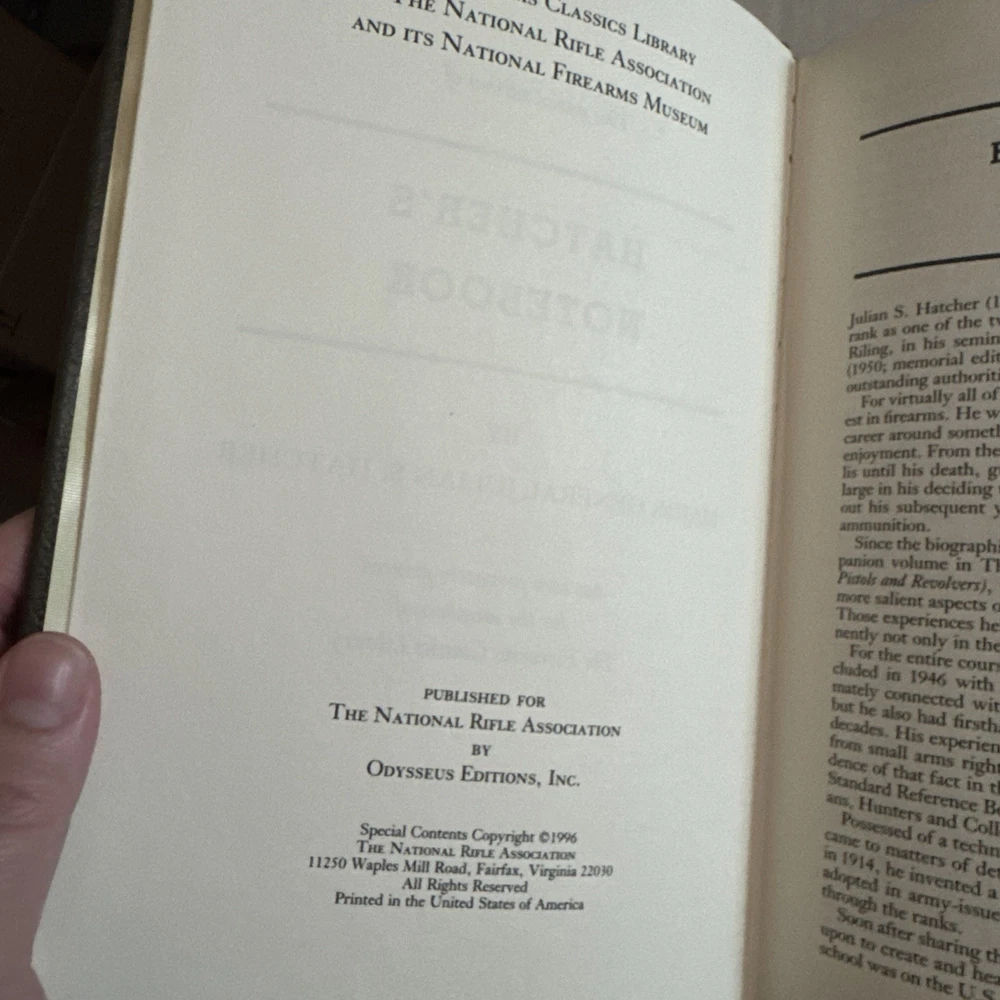 CLASSICS LIBRARY
THE NATIONAL RIFLE ASSOCIATION
AND ITS NATIONAL FIREARMS MUSEUM
HATCHER'S
NOTEBOOK
BY
PUBLISHED FOR
THE NATIONAL RIFLE ASSOCIATION
BY
ODYSSEUS EDITIONS, INC.
Special Contents Copyright ©1996
THE NATIONAL RIFLE ASSOCIATION
11250 Waples Mill Road, Fairfax, Virginia 22030
All Rights Reserved
Printed in the United States of America
Julian S. Hatcher (1
rank as one of the tw
Riling, in his semin
(1950; memorial edit
outstanding authoriti
For virtually all of
est in firearms. He w
career around someth
enjoyment. From the
lis until his death, g
large in his deciding
out his subsequent y
ammunition.
Since the biographi
panion volume in Th
Pistols and Revolvers),
more salient aspects o
Those experiences he
nently not only in the
For the entire cours
cluded in 1946 with
mately connected wit
but he also had firstha
decades. His experien
from small arms right
dence of that fact in th
Standard Reference Bo
ans, Hunters and Coll
Possessed of a techn
came to matters of det
in 1914, he invented a
adopted in army-issue
through the ranks.
Soon after sharing th
upon to create and hea
school was on the U.S